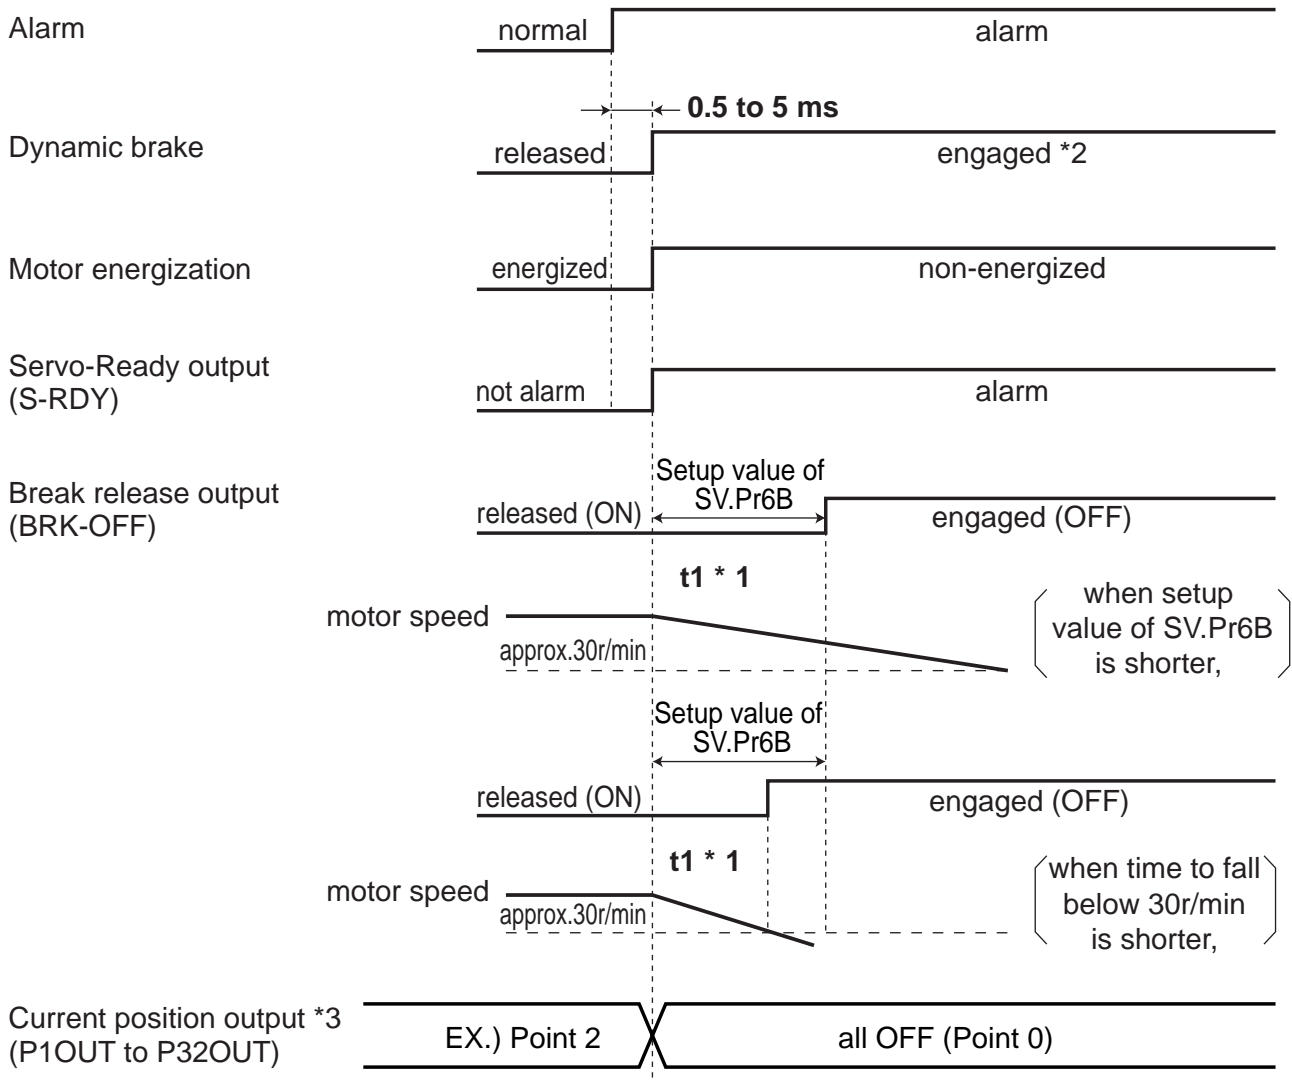 Alarm
normal
alarm
0.5 to 5 ms
Dynamic brake
released
engaged *2
Motor energization
energized
non-energized
Servo-Ready output
(S-RDY)
not alarm
alarm
Setup value of
SV.Pr6B
Break release output
(BRK-OFF)
released (ON)
engaged (OFF)
t1 * 1
motor speed
approx.30r/min
when setup
value of SV.Pr6B
is shorter,
Setup value of
SV.Pr6B
released (ON)
engaged (OFF)
t1 * 1
motor speed
approx.30r/min
when time to fall
below 30r/min
is shorter,
Current position output *3
(P1OUT to P32OUT)
EX.) Point 2
all OFF (Point 0)